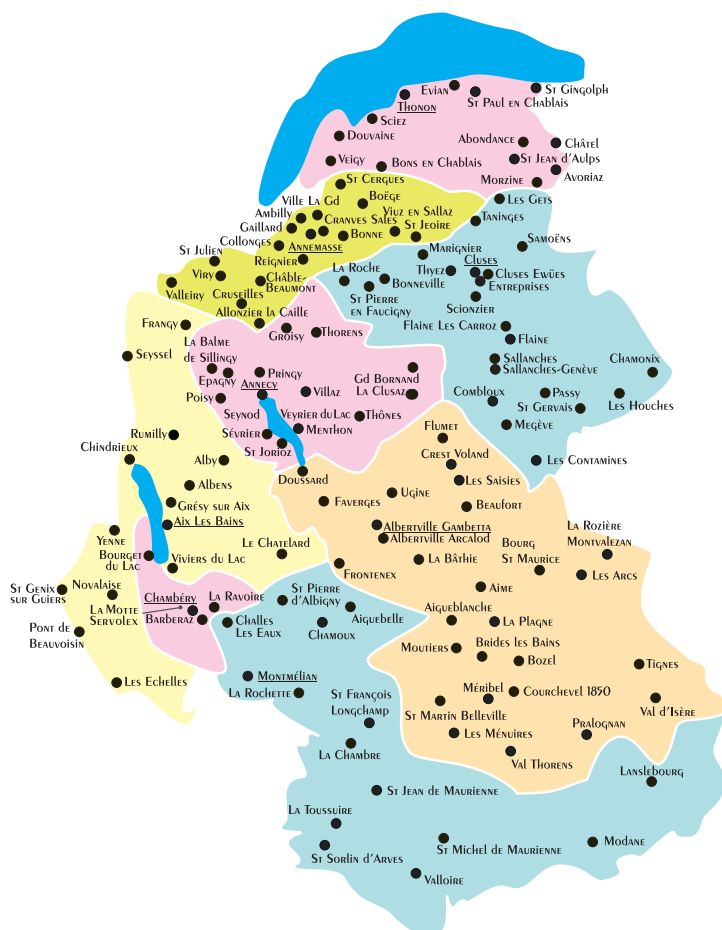 Evian
St Gingolph
Thonon
St Paul en Chablais
Sciez
Douvaine
Abondance
Châtel
Veigy
Bons en Chablais
St Jean d'Aulps
Avoriaz
St Cergues
Morzine
Ville La Gd
Boëge
Les Gets
Ambilly
Cranves Sales
Viuz en Sallaz
Taninges
Gaillard
Bonne
St Jeoire
Collonges
Annemasse
Samoëns
St Julien
Reignier
Marignier
Cluses
Viry
Châble-
Beaumont
La Roche
Thyez
Cluses Ewües
Valleiry
Cruseilles
Bonneville
Entreprises
St Pierre
en Faucigny
Scionzier
Allonzier la Caille
Frangy
Groisy
Thorens
Flaine Les Carroz
Flaine
La Balme
de Sillingy
Seyssel
Sallanches
Sallanches-Genève
Chamonix
Epagny
Pringy
Gd Bornand
Annecy
Villaz
La Clusaz
Combloux
Passy
Les Houches
Poisy
St Gervais
Seynod
Veyrier du Lac
Thônes
Megève
Sévrier
Menthon
Flumet
Rumilly
St Jorioz
Chindrieux
Alby
Doussard
Crest Voland
Les Contamines
Les Saisies
Albens
Ugine
Faverges
Beaufort
Grésy sur Aix
Aix Les Bains
Albertville Gambetta
Albertville Arcalod
La Rozière
Montvalezan
Yenne
Le Chatelard
Bourg
St Maurice
Bourget
du Lac
Viviers du Lac
La Bâthie
Frontenex
Les Arcs
St Genix
sur Guiers
Novalaise
Chambéry
La Ravoire
St Pierre
d'Albigny
Aime
La Motte
Servolex
Barberaz
Challes
Les Eaux
Chamoux
Aiguebelle
Aigueblanche
La Plagne
Pont de
Beauvoisin
Moutiers
Brides les Bains
Bozel
Tignes
Les Echelles
Montmélian
La Rochette
St François
Longchamp
Méribel
Courchevel 1850
Val d'Isère
St Martin Belleville
Les Ménuires
Pralognan
La Chambre
Val Thorens
Lanslebourg
St Jean de Maurienne
La Toussuire
St Sorlin d'Arves
St Michel de Maurienne
Modane
Valloire